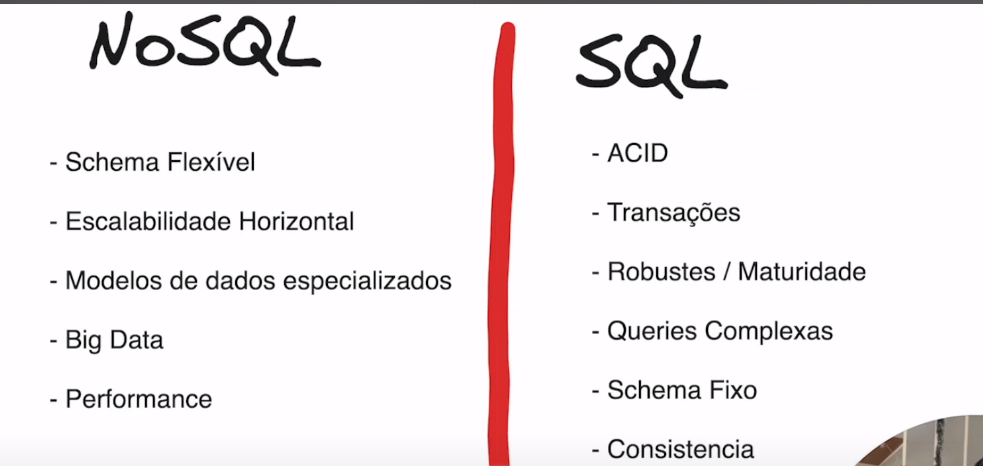 NoSQL
- Schema Flexível
- Escalabilidade Horizontal
- Modelos de dados especializados
- Big Data
- Performance
SQL
- ACID
- Transações
- Robustes / Maturidade
- Queries Complexas
- Schema Fixo
- Consistencia